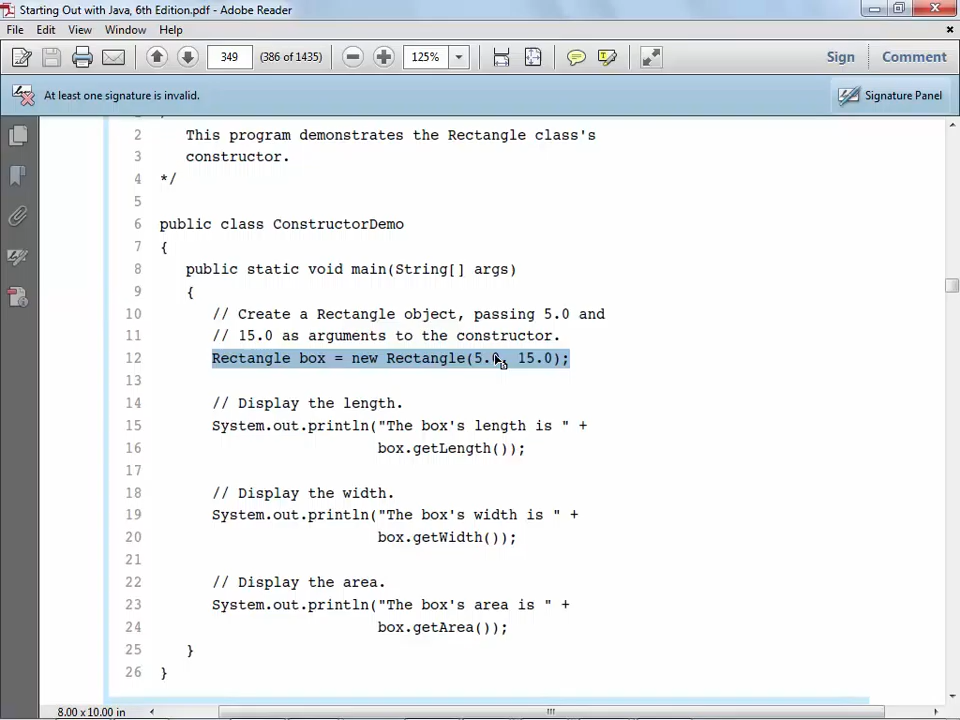 Starting Out with Java, 6th Edition.pdf - Adobe Reader
File Edit View Window Help
349 (386 of 1435) 125% Sign Comment
At least one signature is invalid. Signature Panel
2 This program demonstrates the Rectangle class's
3 constructor.
4 */
5
6 public class ConstructorDemo
7 {
8 public static void main(String[] args)
9 {
10 // Create a Rectangle object, passing 5.0 and
11 // 15.0 as arguments to the constructor.
12 Rectangle box = new Rectangle(5.0, 15.0);
13
14 // Display the length.
15 System.out.println("The box's length is " +
16 box.getLength());
17
18 // Display the width.
19 System.out.println("The box's width is " +
20 box.getWidth());
21
22 // Display the area.
23 System.out.println("The box's area is " +
24 box.getArea());
25 }
26 }
8.00 x 10.00 in